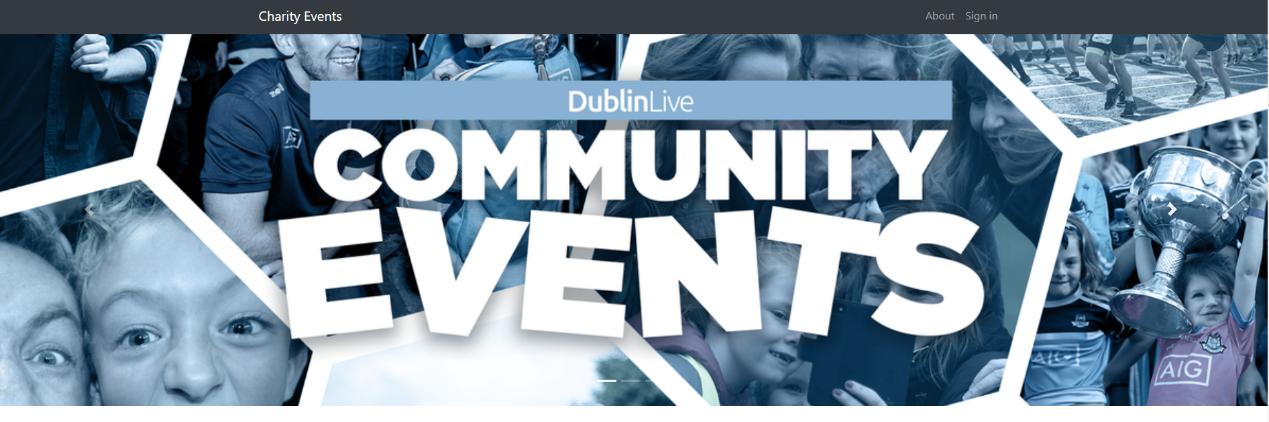 Charity Events
About
Sign in
DublinLive
COMMUNITY
EVENTS
AIG
AIG